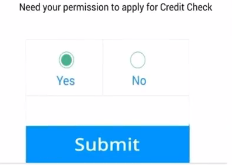 Need your permission to apply for Credit Check
Yes No
Submit